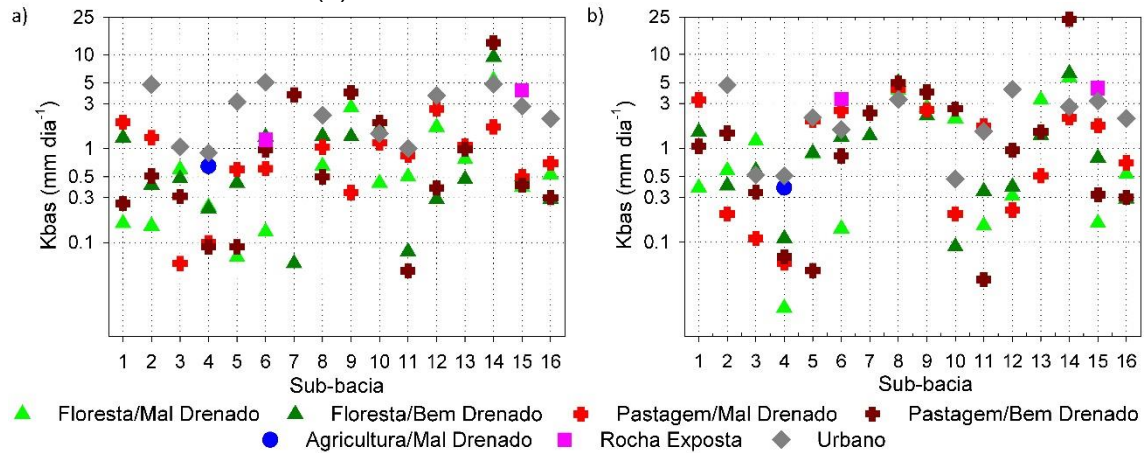 a)
b)
Kbas (mm dia⁻¹)
25
10
5
3
1
0.5
0.3
0.1
1 2 3 4 5 6 7 8 9 10 11 12 13 14 15 16
Sub-bacia
Kbas (mm dia⁻¹)
25
10
5
3
1
0.5
0.3
0.1
1 2 3 4 5 6 7 8 9 10 11 12 13 14 15 16
Sub-bacia
Floresta/Mal Drenado Floresta/Bem Drenado Pastagem/Mal Drenado Pastagem/Bem Drenado
Agricultura/Mal Drenado Rocha Exposta Urbano